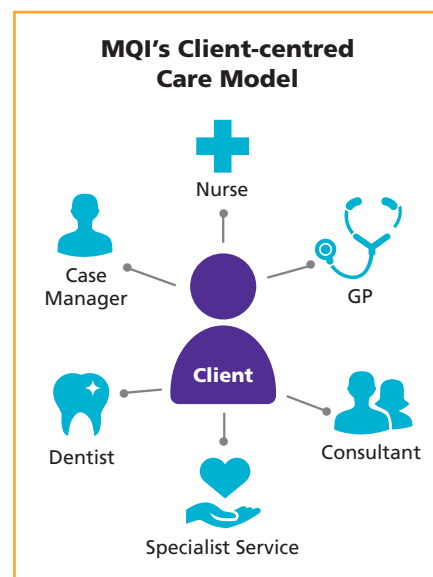 MQI’s Client-centred
Care Model
Nurse
Case
Manager
GP
Client
Dentist
Consultant
Specialist Service